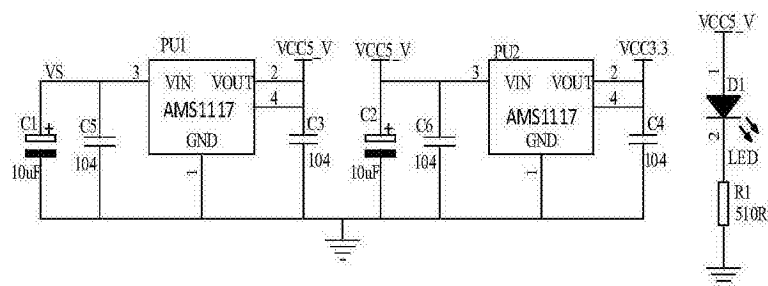 PU1
VCC5_V
VCC5_V
PU2
VCC3.3
VCC5_V
VS
3
VIN
VOUT
2
4
AMS1117
GND
1
C1
+
10uF
C5
104
C3
104
3
VIN
VOUT
2
4
AMS1117
GND
1
C2
+
10uF
C6
104
C4
104
1
D1
2
LED
R1
510R